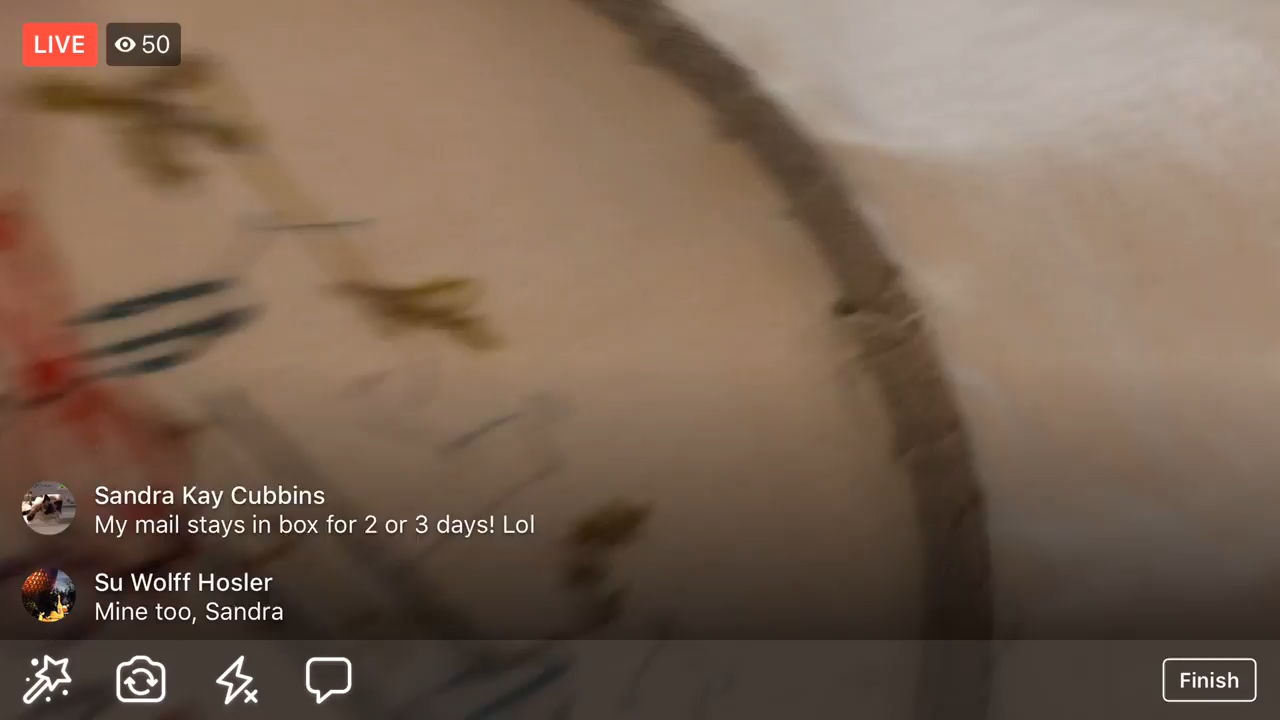 LIVE
50
Sandra Kay Cubbins
My mail stays in box for 2 or 3 days! Lol
Su Wolff Hosler
Mine too, Sandra
Finish